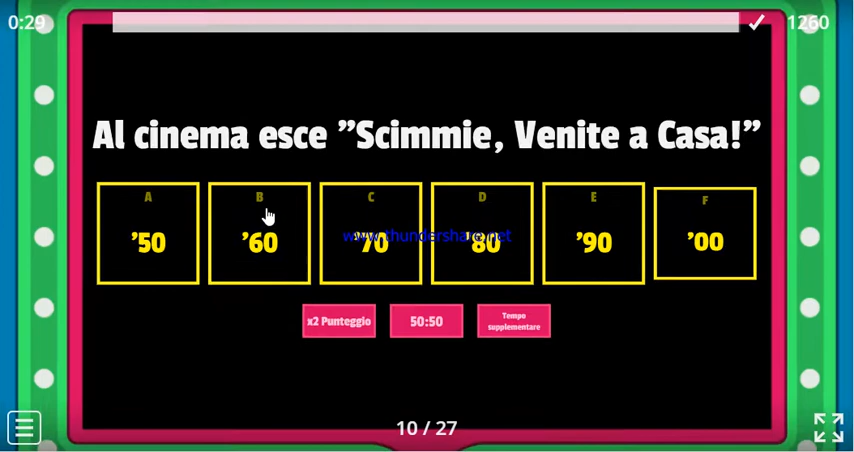 0:29
1260
Al cinema esce "Scimmie, Venite a Casa!"
A
B
C
D
E
F
'50
'60
'70
'80
'90
'00
www.thundershare.net
x2 Punteggio
50:50
Tempo
supplementare
10 / 27